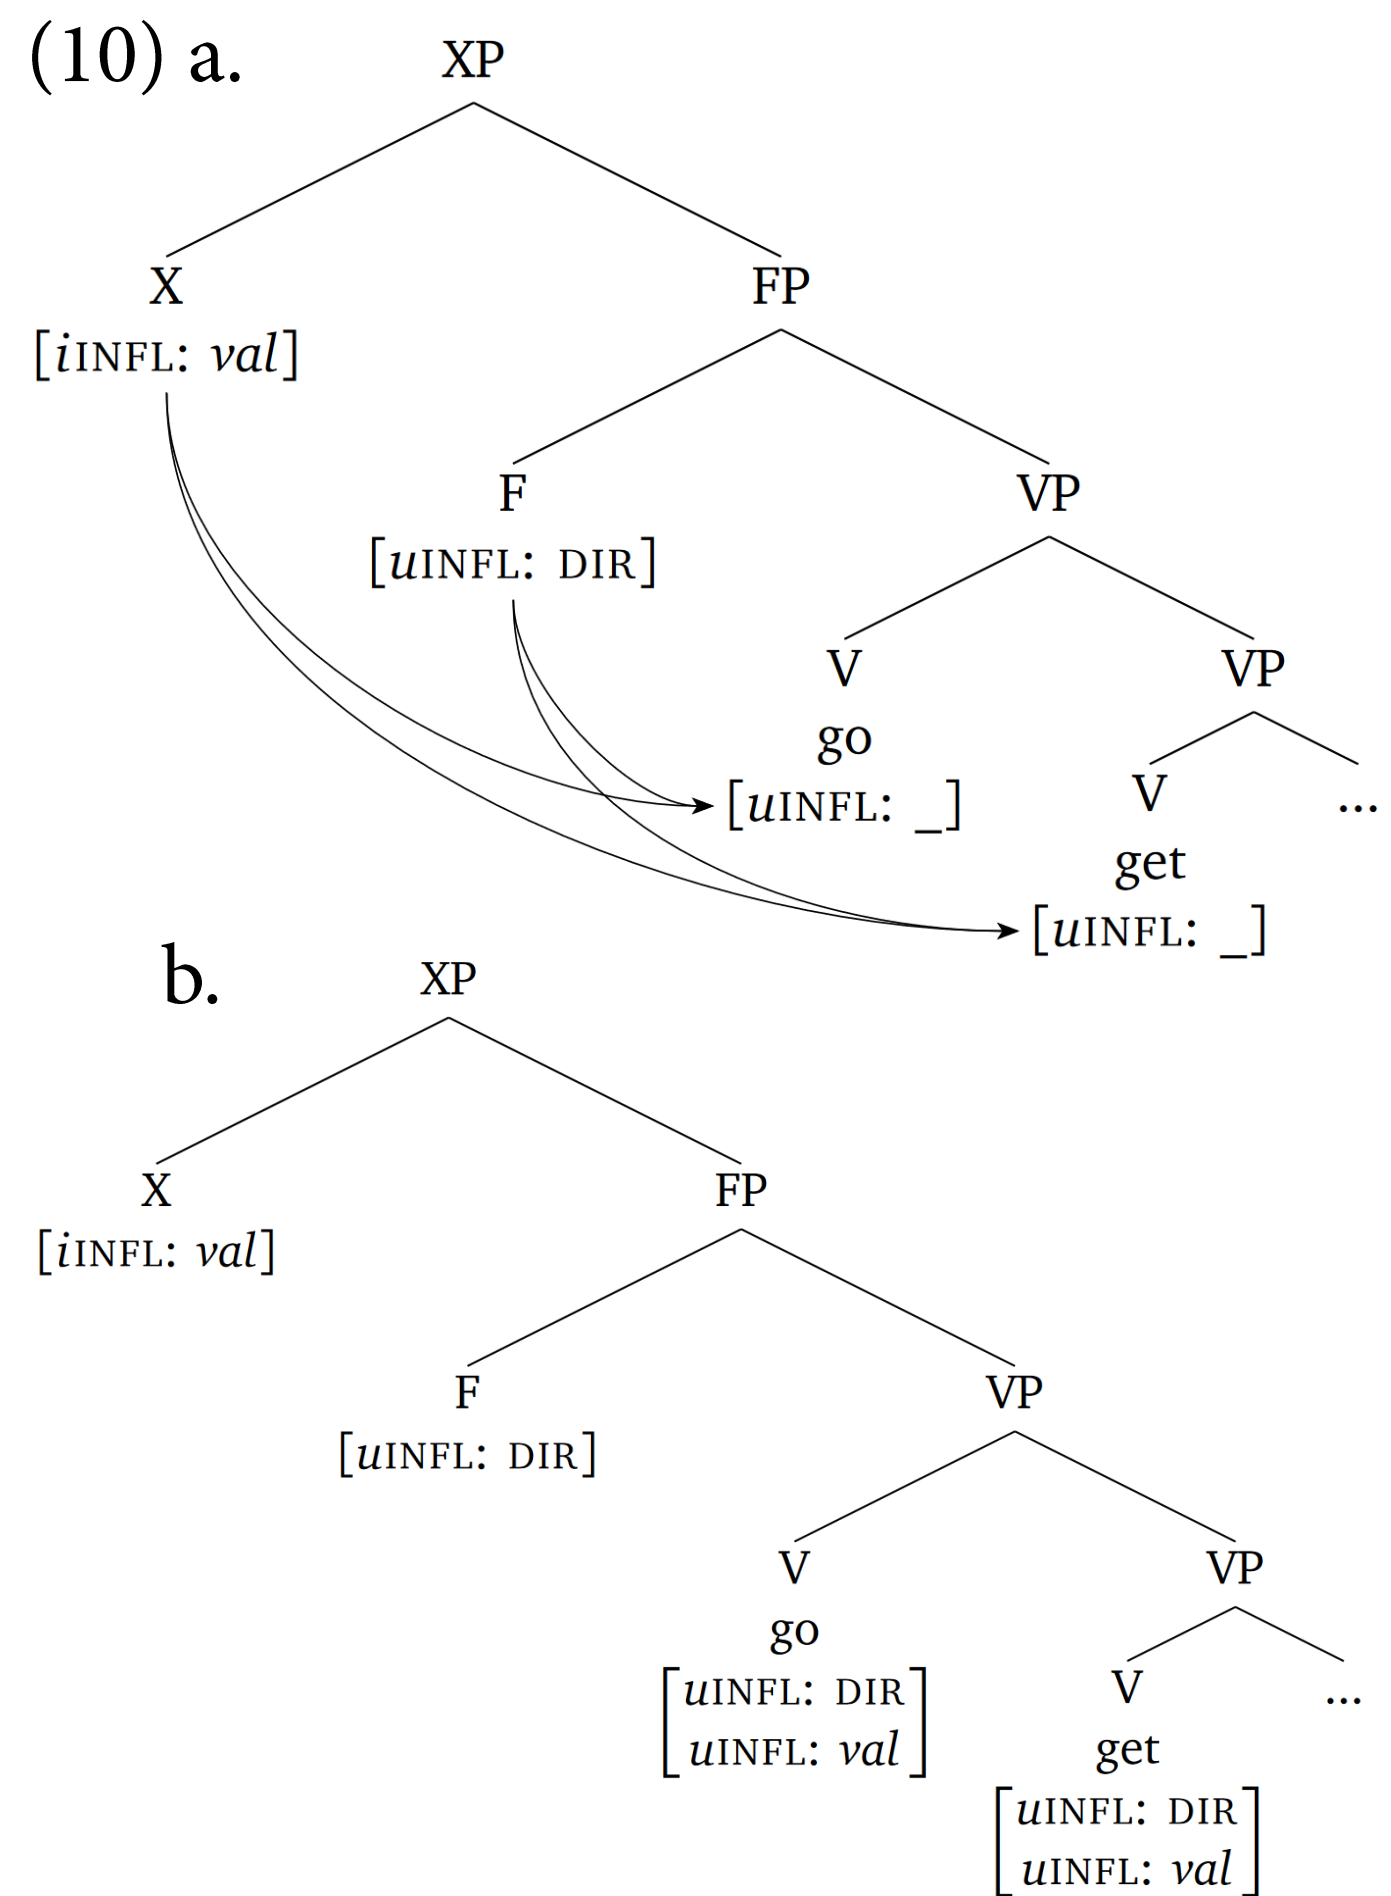 (10) a.
XP
X
FP
[iINFL: val]
F
VP
[uINFL: DIR]
V
VP
go
[uINFL: _]
V
...
get
[uINFL: _]
b.
XP
X
FP
[iINFL: val]
F
VP
[uINFL: DIR]
V
VP
go
[uINFL: DIR
uINFL: val]
V
...
get
[uINFL: DIR
uINFL: val]